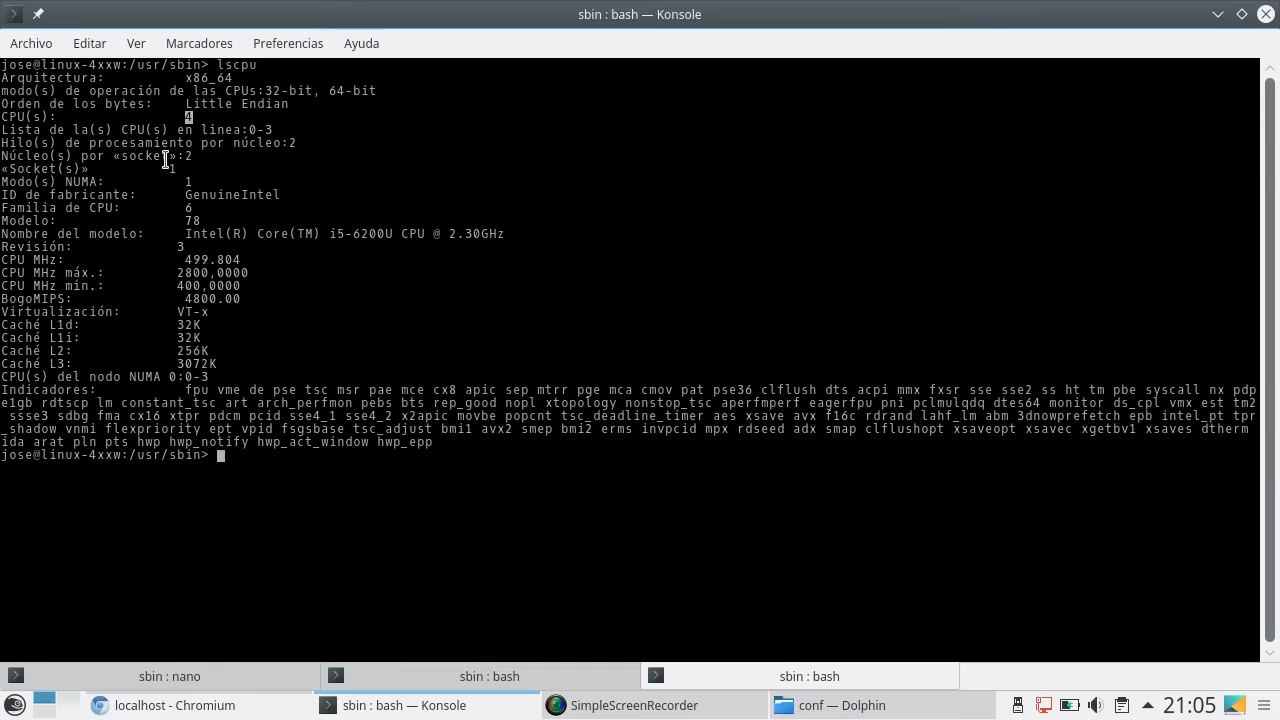 sbin : bash — Konsole
Archivo Editar Ver Marcadores Preferencias Ayuda
jose@linux-4xxw:/usr/sbin> lscpu
Arquitectura: x86_64
modo(s) de operación de las CPUs:32-bit, 64-bit
Orden de los bytes: Little Endian
CPU(s): 4
Lista de la(s) CPU(s) en línea:0-3
Hilo(s) de procesamiento por núcleo:2
Núcleo(s) por «socket»:2
«Socket(s)» 1
Modo(s) NUMA: 1
ID de fabricante: GenuineIntel
Familia de CPU: 6
Modelo: 78
Nombre del modelo: Intel(R) Core(TM) i5-6200U CPU @ 2.30GHz
Revisión: 3
CPU MHz: 499.804
CPU MHz máx.: 2800,0000
CPU MHz mín.: 400,0000
BogoMIPS: 4800.00
Virtualización: VT-x
Caché L1d: 32K
Caché L1i: 32K
Caché L2: 256K
Caché L3: 3072K
CPU(s) del nodo NUMA 0:0-3
Indicadores: fpu vme de pse tsc msr pae mce cx8 apic sep mtrr pge mca cmov pat pse36 clflush dts acpi mmx fxsr sse sse2 ss ht tm pbe syscall nx pdp
e1gb rdtscp lm constant_tsc art arch_perfmon pebs bts rep_good nopl xtopology nonstop_tsc aperfmperf eagerfpu pni pclmulqdq dtes64 monitor ds_cpl vmx est tm2
ssse3 sdbg fma cx16 xtpr pdcm pcid sse4_1 sse4_2 x2apic movbe popcnt tsc_deadline_timer aes xsave avx f16c rdrand lahf_lm abm 3dnowprefetch epb intel_pt tpr
_shadow vnmi flexpriority ept vpid fsgsbase tsc_adjust bmi1 avx2 smep bmi2 erms invpcid mpx rdseed adx smap clflushopt xsaveopt xsavec xgetbv1 xsaves dtherm
ida arat pln pts hwp hwp_notify hwp_act_window hwp_epp
jose@linux-4xxw:/usr/sbin>
sbin : nano sbin : bash sbin : bash
localhost - Chromium sbin : bash — Konsole SimpleScreenRecorder conf — Dolphin 21:05